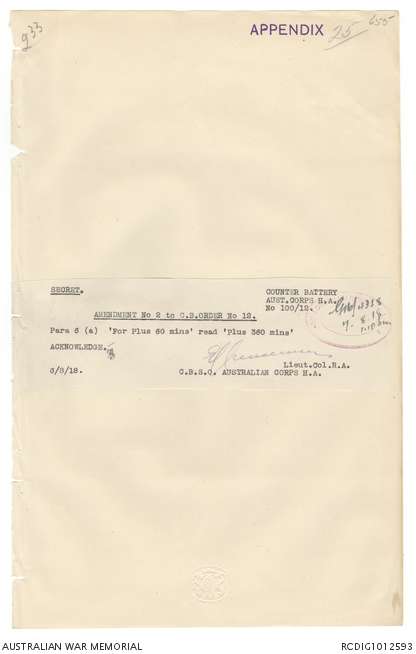 933
APPENDIX 25
655
SECRET.
COUNTER BATTERY
AUST.CORPS H.A.
No 100/12.
AMENDMENT No 2 to C.B.ORDER No 12.
Para 6 (a) 'For Plus 60 mins' read 'Plus 360 mins'
ACKNOWLEDGE.
Lieut.Col.R.A.
6/8/18.
C.B.S.O. AUSTRALIAN CORPS H.A.
AUSTRALIAN WAR MEMORIAL
RCDIG1012593